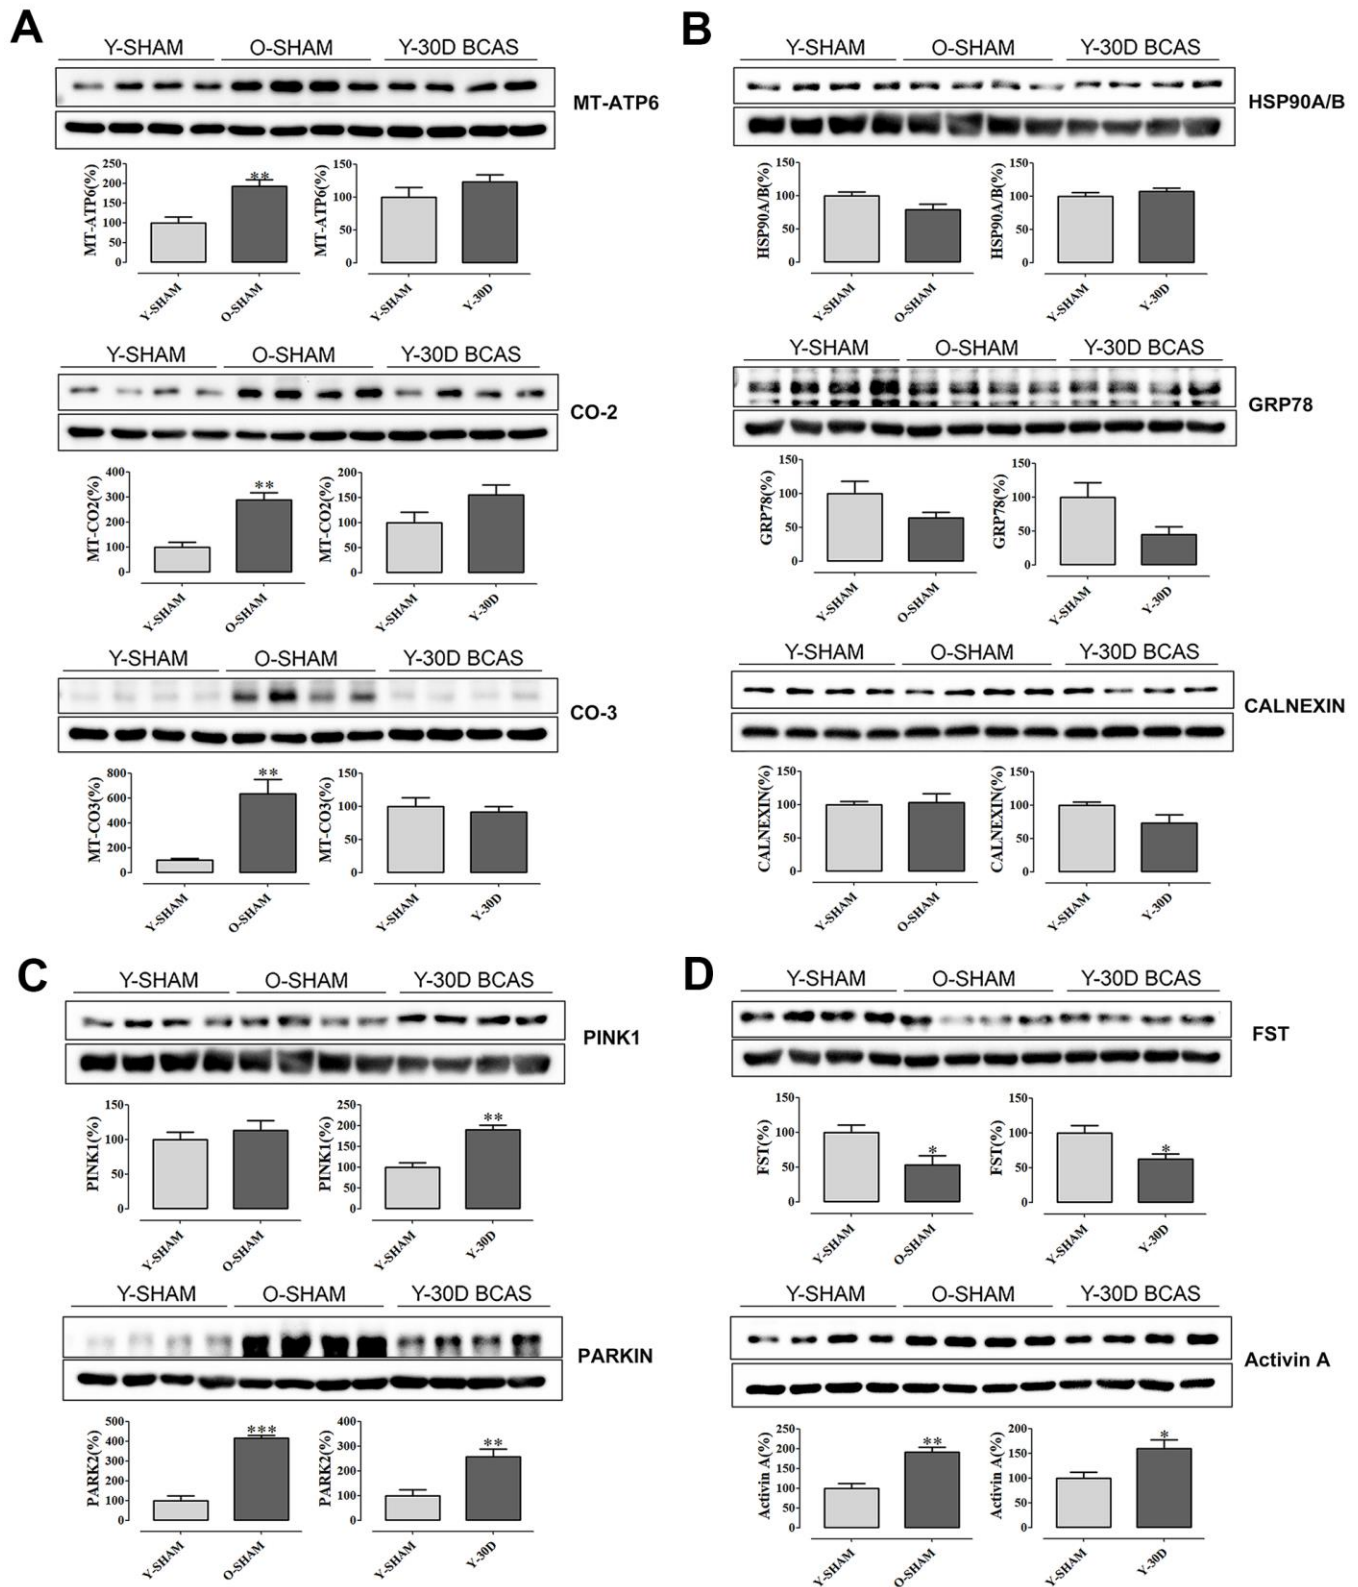 A
Y-SHAM O-SHAM Y-30D BCAS
MT-ATP6
MT-ATP6(%)
250
200
150
100
50
0
**
Y-SHAM O-SHAM
MT-ATP6(%)
150
100
50
0
Y-SHAM Y-30D
Y-SHAM O-SHAM Y-30D BCAS
CO-2
MT-CO2(%)
400
300
200
100
0
**
Y-SHAM O-SHAM
MT-CO2(%)
200
150
100
50
0
Y-SHAM Y-30D
Y-SHAM O-SHAM Y-30D BCAS
CO-3
MT-CO3(%)
800
600
400
200
0
**
Y-SHAM O-SHAM
MT-CO3(%)
150
100
50
0
Y-SHAM Y-30D
B
Y-SHAM O-SHAM Y-30D BCAS
HSP90A/B
HSP90A/B(%)
150
100
50
0
Y-SHAM O-SHAM
HSP90A/B(%)
150
100
50
0
Y-SHAM Y-30D
Y-SHAM O-SHAM Y-30D BCAS
GRP78
GRP78(%)
150
100
50
0
Y-SHAM O-SHAM
GRP78(%)
150
100
50
0
Y-SHAM Y-30D
Y-SHAM O-SHAM Y-30D BCAS
CALNEXIN
CALNEXIN(%)
150
100
50
0
Y-SHAM O-SHAM
CALNEXIN(%)
150
100
50
0
Y-SHAM Y-30D
C
Y-SHAM O-SHAM Y-30D BCAS
PINK1
PINK1(%)
150
100
50
0
Y-SHAM O-SHAM
PINK1(%)
250
200
150
100
50
0
**
Y-SHAM Y-30D
Y-SHAM O-SHAM Y-30D BCAS
PARKIN
PARK2(%)
500
400
300
200
100
0
***
Y-SHAM O-SHAM
PARK2(%)
400
300
200
100
0
**
Y-SHAM Y-30D
D
Y-SHAM O-SHAM Y-30D BCAS
FST
FST(%)
150
100
50
0
*
Y-SHAM O-SHAM
FST(%)
150
100
50
0
*
Y-SHAM Y-30D
Y-SHAM O-SHAM Y-30D BCAS
Activin A
Activin A(%)
250
200
150
100
50
0
**
Y-SHAM O-SHAM
Activin A(%)
200
150
100
50
0
*
Y-SHAM Y-30D